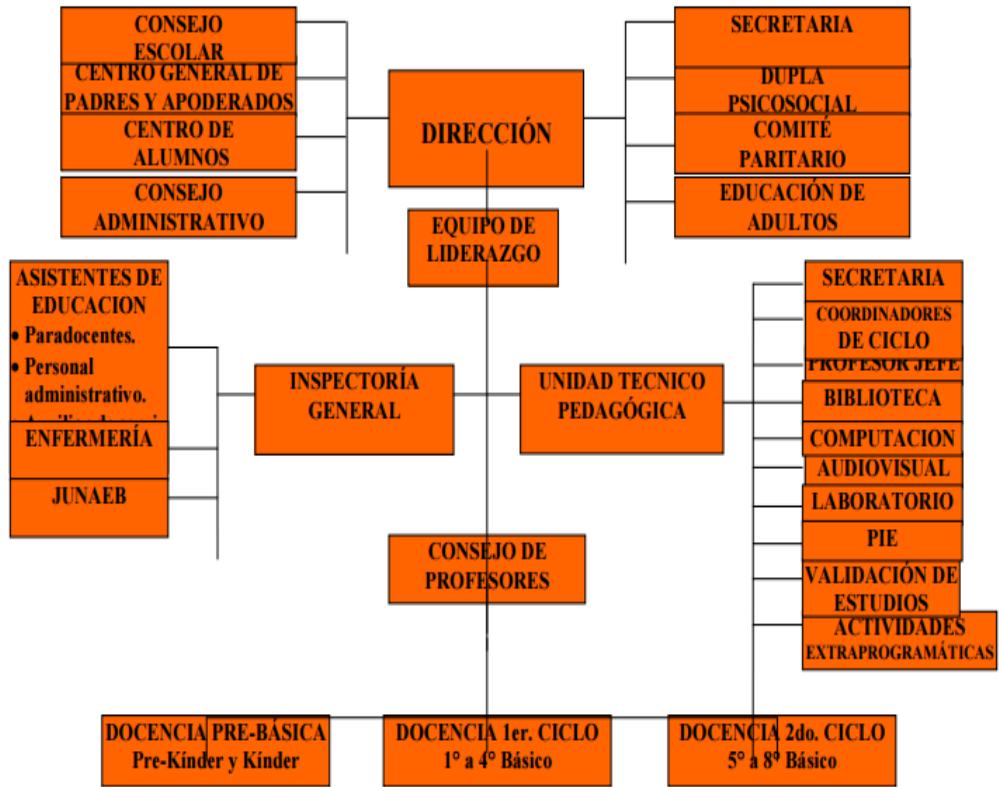 CONSEJO
ESCOLAR
CENTRO GENERAL DE
PADRES Y APODERADOS
CENTRO DE
ALUMNOS
CONSEJO
ADMINISTRATIVO
DIRECCIÓN
SECRETARIA
DUPLA
PSICOSOCIAL
COMITÉ
PARITARIO
EDUCACIÓN DE
ADULTOS
EQUIPO DE
LIDERAZGO
ASISTENTES DE
EDUCACION
• Paradocentes.
• Personal
administrativo.
ENFERMERÍA
JUNAEB
INSPECTORÍA
GENERAL
UNIDAD TECNICO
PEDAGÓGICA
SECRETARIA
COORDINADORES
DE CICLO
PROFESOR JEFE
BIBLIOTECA
COMPUTACION
AUDIOVISUAL
LABORATORIO
PIE
VALIDACIÓN DE
ESTUDIOS
ACTIVIDADES
EXTRAPROGRAMÁTICAS
CONSEJO DE
PROFESORES
DOCENCIA PRE-BÁSICA
Pre-Kínder y Kínder
DOCENCIA 1er. CICLO
1° a 4° Básico
DOCENCIA 2do. CICLO
5° a 8° Básico